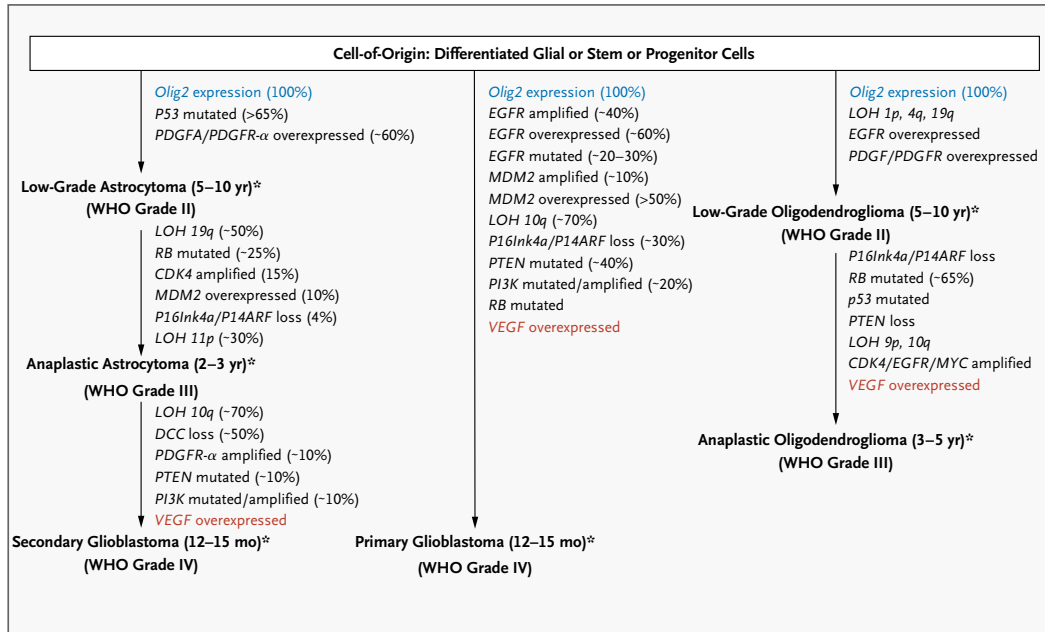 Cell-of-Origin: Differentiated Glial or Stem or Progenitor Cells
Olig2 expression (100%)
P53 mutated (>65%)
PDGFA/PDGFR-α overexpressed (~60%)
Low-Grade Astrocytoma (5–10 yr)*
(WHO Grade II)
LOH 19q (~50%)
RB mutated (~25%)
CDK4 amplified (15%)
MDM2 overexpressed (10%)
P16Ink4a/P14ARF loss (4%)
LOH 11p (~30%)
Anaplastic Astrocytoma (2–3 yr)*
(WHO Grade III)
LOH 10q (~70%)
DCC loss (~50%)
PDGFR-α amplified (~10%)
PTEN mutated (~10%)
PI3K mutated/amplified (~10%)
VEGF overexpressed
Secondary Glioblastoma (12–15 mo)*
(WHO Grade IV)
Olig2 expression (100%)
EGFR amplified (~40%)
EGFR overexpressed (~60%)
EGFR mutated (~20–30%)
MDM2 amplified (~10%)
MDM2 overexpressed (>50%)
LOH 10q (~70%)
P16Ink4a/P14ARF loss (~30%)
PTEN mutated (~40%)
PI3K mutated/amplified (~20%)
RB mutated
VEGF overexpressed
Primary Glioblastoma (12–15 mo)*
(WHO Grade IV)
Olig2 expression (100%)
LOH 1p, 4q, 19q
EGFR overexpressed
PDGF/PDGFR overexpressed
Low-Grade Oligodendroglioma (5–10 yr)*
(WHO Grade II)
P16Ink4a/P14ARF loss
RB mutated (~65%)
p53 mutated
PTEN loss
LOH 9p, 10q
CDK4/EGFR/MYC amplified
VEGF overexpressed
Anaplastic Oligodendroglioma (3–5 yr)*
(WHO Grade III)